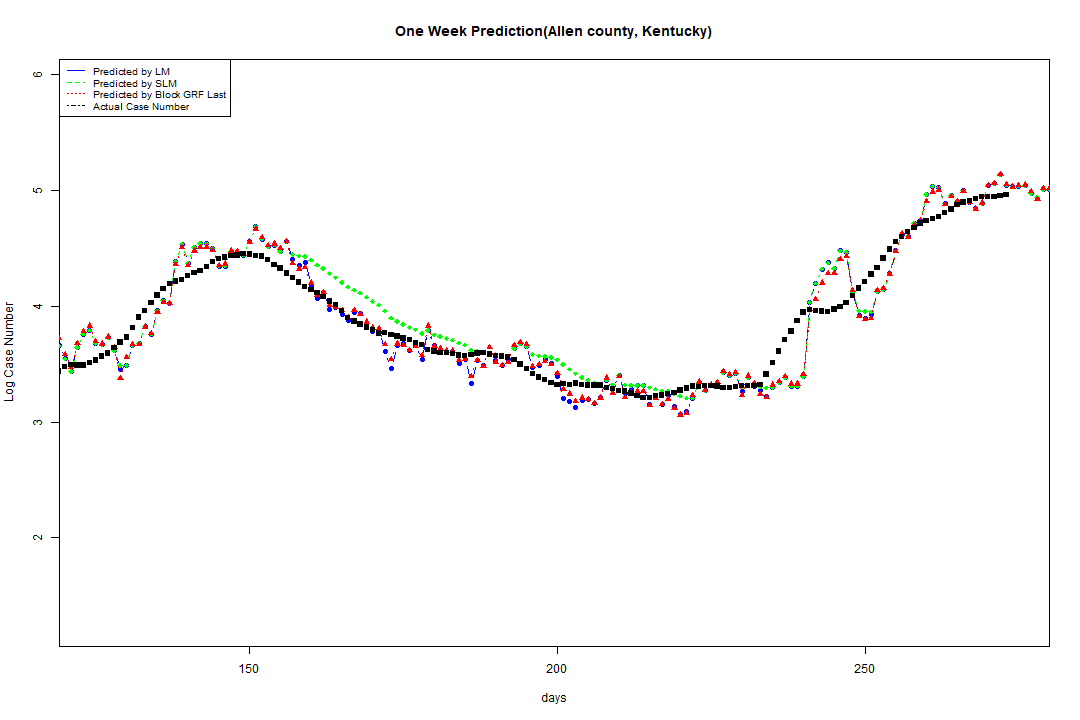 One Week Prediction(Allen county, Kentucky)
Predicted by LM
Predicted by SLM
Predicted by Block GRF Last
Actual Case Number
6
5
4
3
2
Log Case Number
150
200
250
days